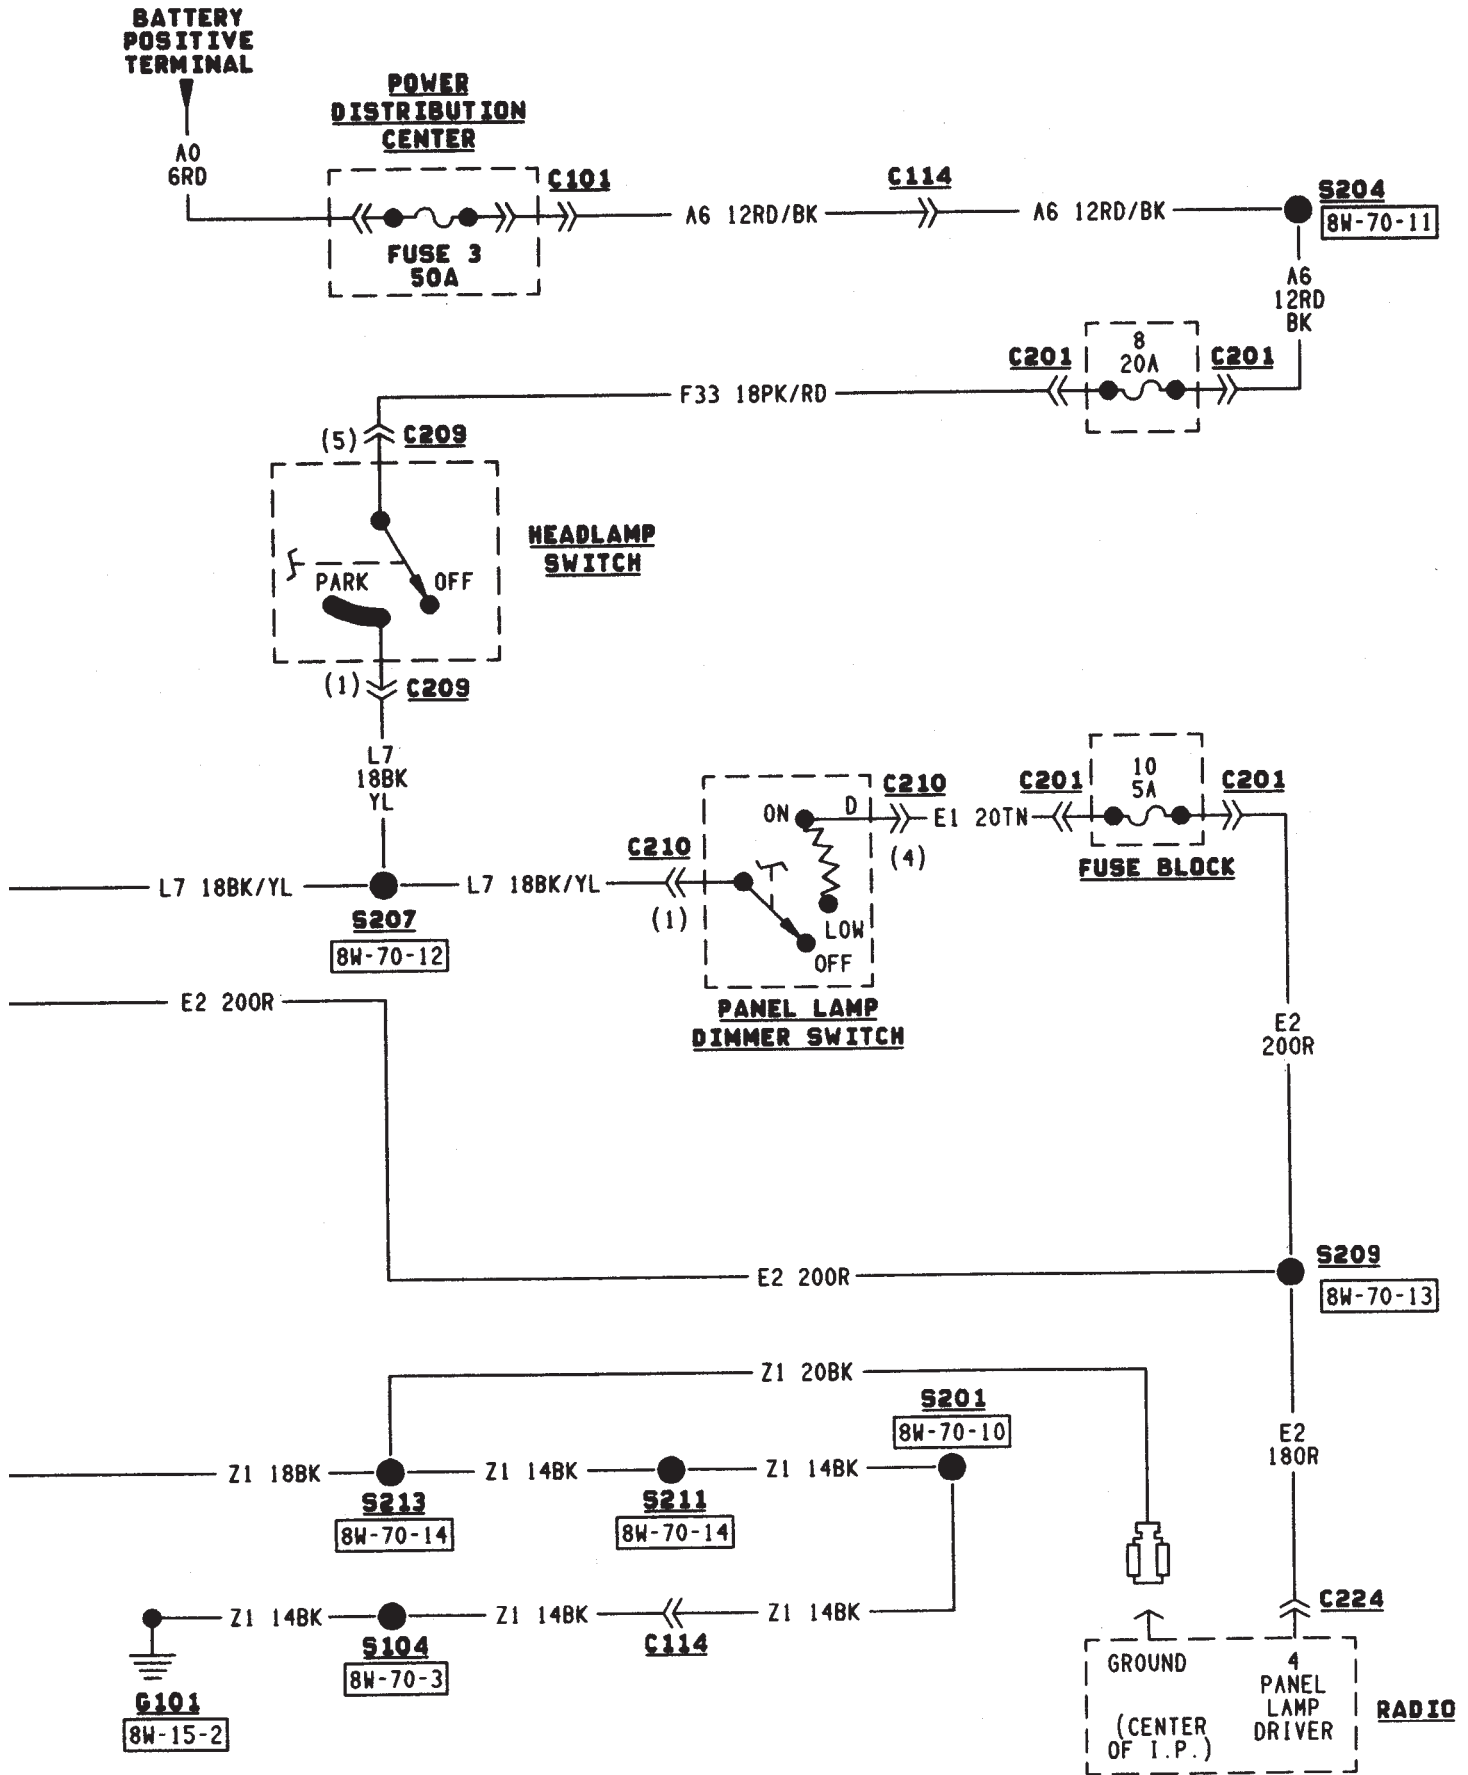 BATTERY
POSITIVE
TERMINAL
POWER
DISTRIBUTION
CENTER
A0
6RD
C101
C114
S204
A6 12RD/BK
A6 12RD/BK
8W-70-11
FUSE 3
50A
A6
12RD
BK
8
20A
C201
C201
F33 18PK/RD
(5)
C209
HEADLAMP
SWITCH
PARK
OFF
(1)
C209
L7
18BK
YL
10
5A
C210
C201
C201
ON
D
E1 20TN
(4)
FUSE BLOCK
C210
L7 18BK/YL
L7 18BK/YL
(1)
S207
LOW
8W-70-12
OFF
E2 20OR
PANEL LAMP
DIMMER SWITCH
E2
20OR
S209
E2 20OR
8W-70-13
Z1 20BK
S201
8W-70-10
E2
18OR
Z1 18BK
Z1 14BK
Z1 14BK
S213
S211
8W-70-14
8W-70-14
C224
Z1 14BK
Z1 14BK
Z1 14BK
S104
C114
8W-70-3
GROUND
4
PANEL
LAMP
DRIVER
G101
RADIO
8W-15-2
(CENTER
OF I.P.)